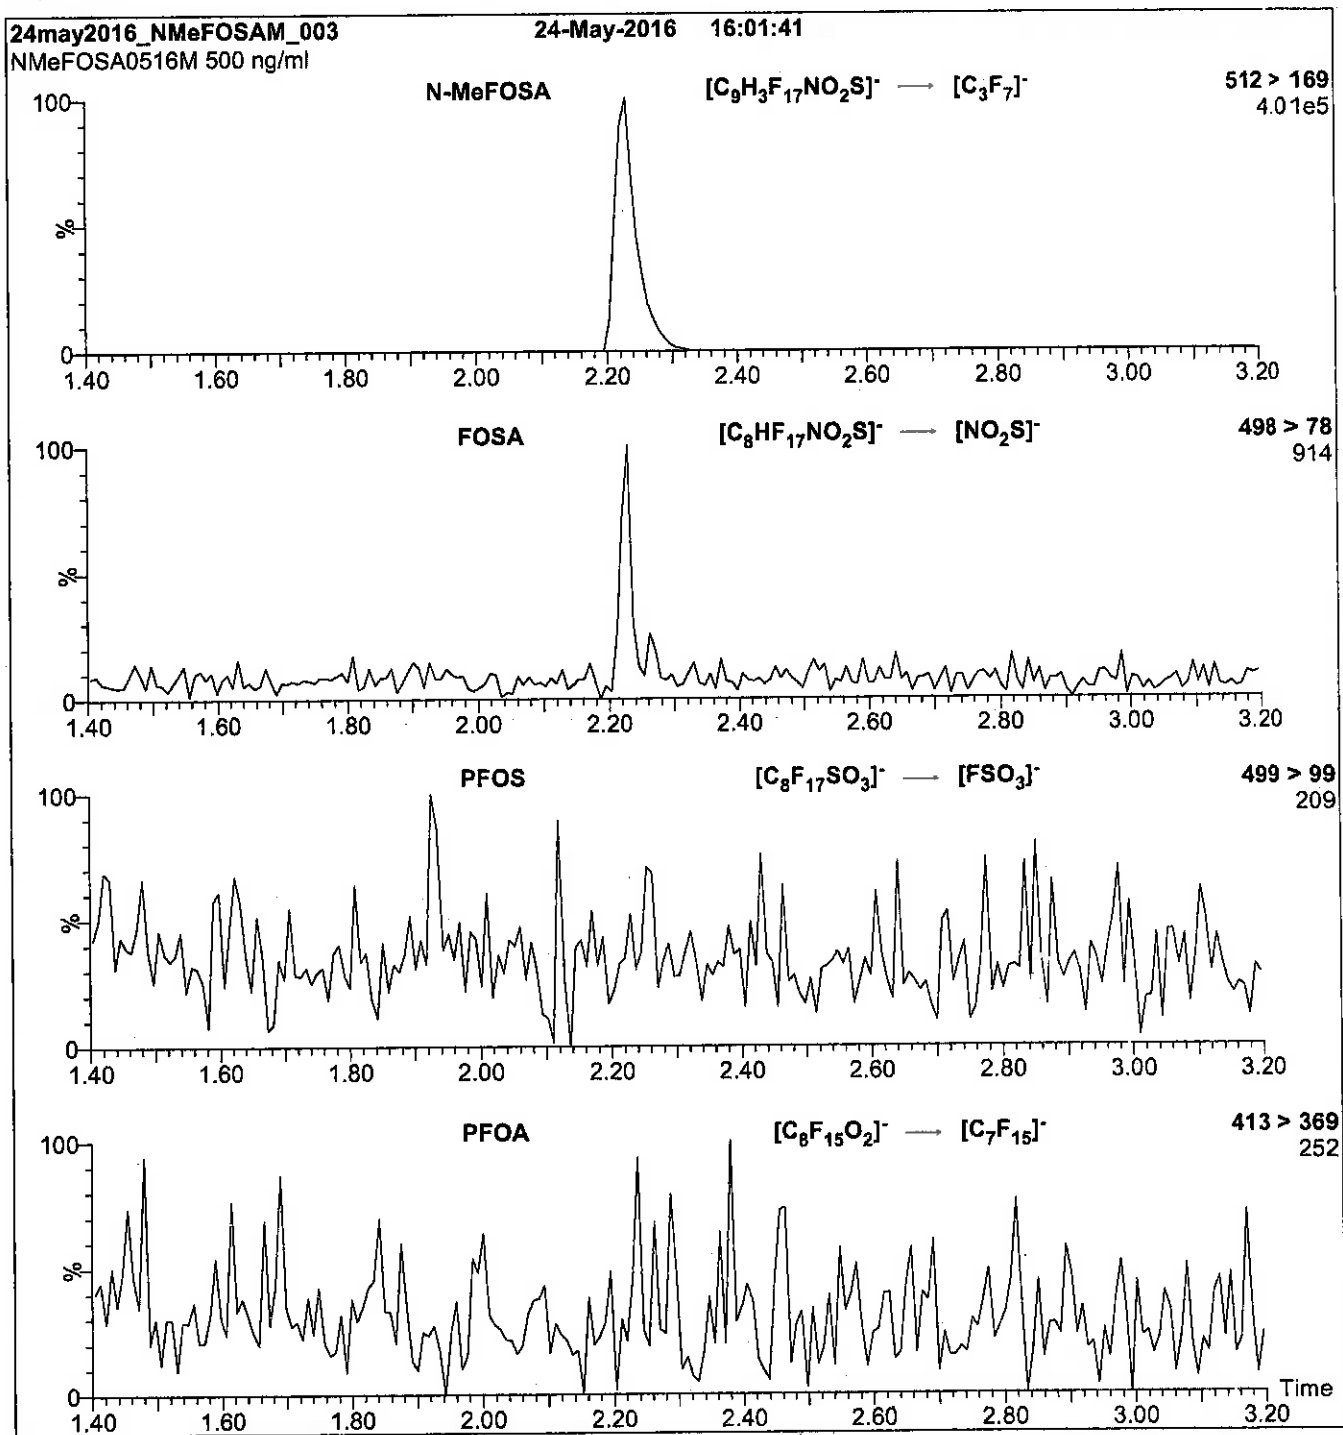 24may2016_NMeFOSAM_003 24-May-2016 16:01:41
NMeFOSA0516M 500 ng/ml
N-MeFOSA [C₉H₃F₁₇NO₂S]⁻ → [C₃F₇]⁻ 512 > 169
4.01e5
100
%
0
1.40 1.60 1.80 2.00 2.20 2.40 2.60 2.80 3.00 3.20
FOSA [C₈HF₁₇NO₂S]⁻ → [NO₂S]⁻ 498 > 78
914
100
%
0
1.40 1.60 1.80 2.00 2.20 2.40 2.60 2.80 3.00 3.20
PFOS [C₈F₁₇SO₃]⁻ → [FSO₃]⁻ 499 > 99
209
100
%
0
1.40 1.60 1.80 2.00 2.20 2.40 2.60 2.80 3.00 3.20
PFOA [C₈F₁₅O₂]⁻ → [C₇F₁₅]⁻ 413 > 369
252
100
%
0
Time
1.40 1.60 1.80 2.00 2.20 2.40 2.60 2.80 3.00 3.20